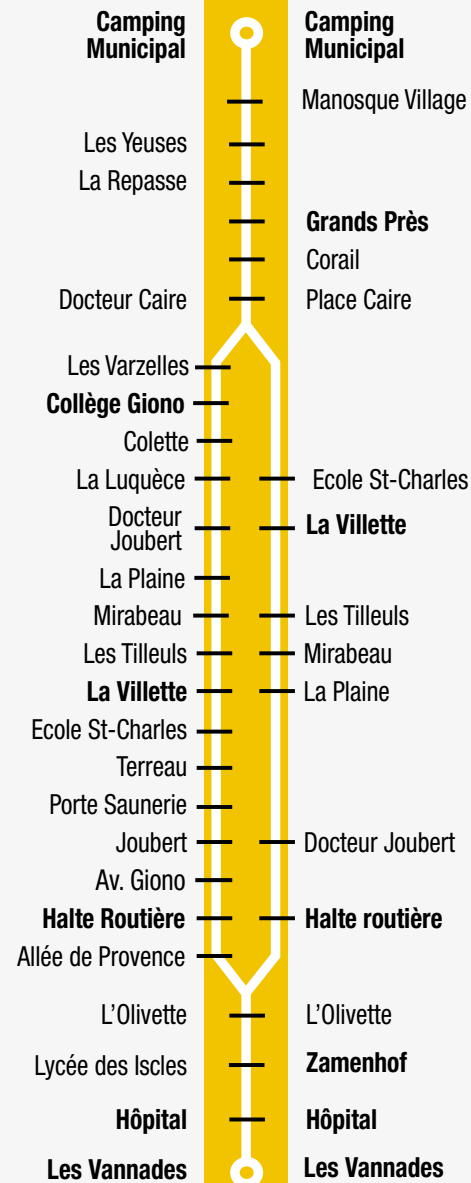 Camping
Municipal
Camping
Municipal
Manosque Village
Les Yeuses
La Repasse
Grands Près
Corail
Docteur Caire
Place Caire
Les Varzelles
Collège Giono
Colette
La Luquèce
Ecole St-Charles
Docteur
Joubert
La Villette
La Plaine
Mirabeau
Les Tilleuls
Les Tilleuls
Mirabeau
La Villette
La Plaine
Ecole St-Charles
Terreau
Porte Saunerie
Joubert
Docteur Joubert
Av. Giono
Halte Routière
Halte routière
Allée de Provence
L'Olivette
L'Olivette
Lycée des Iscles
Zamenhof
Hôpital
Hôpital
Les Vannades
Les Vannades